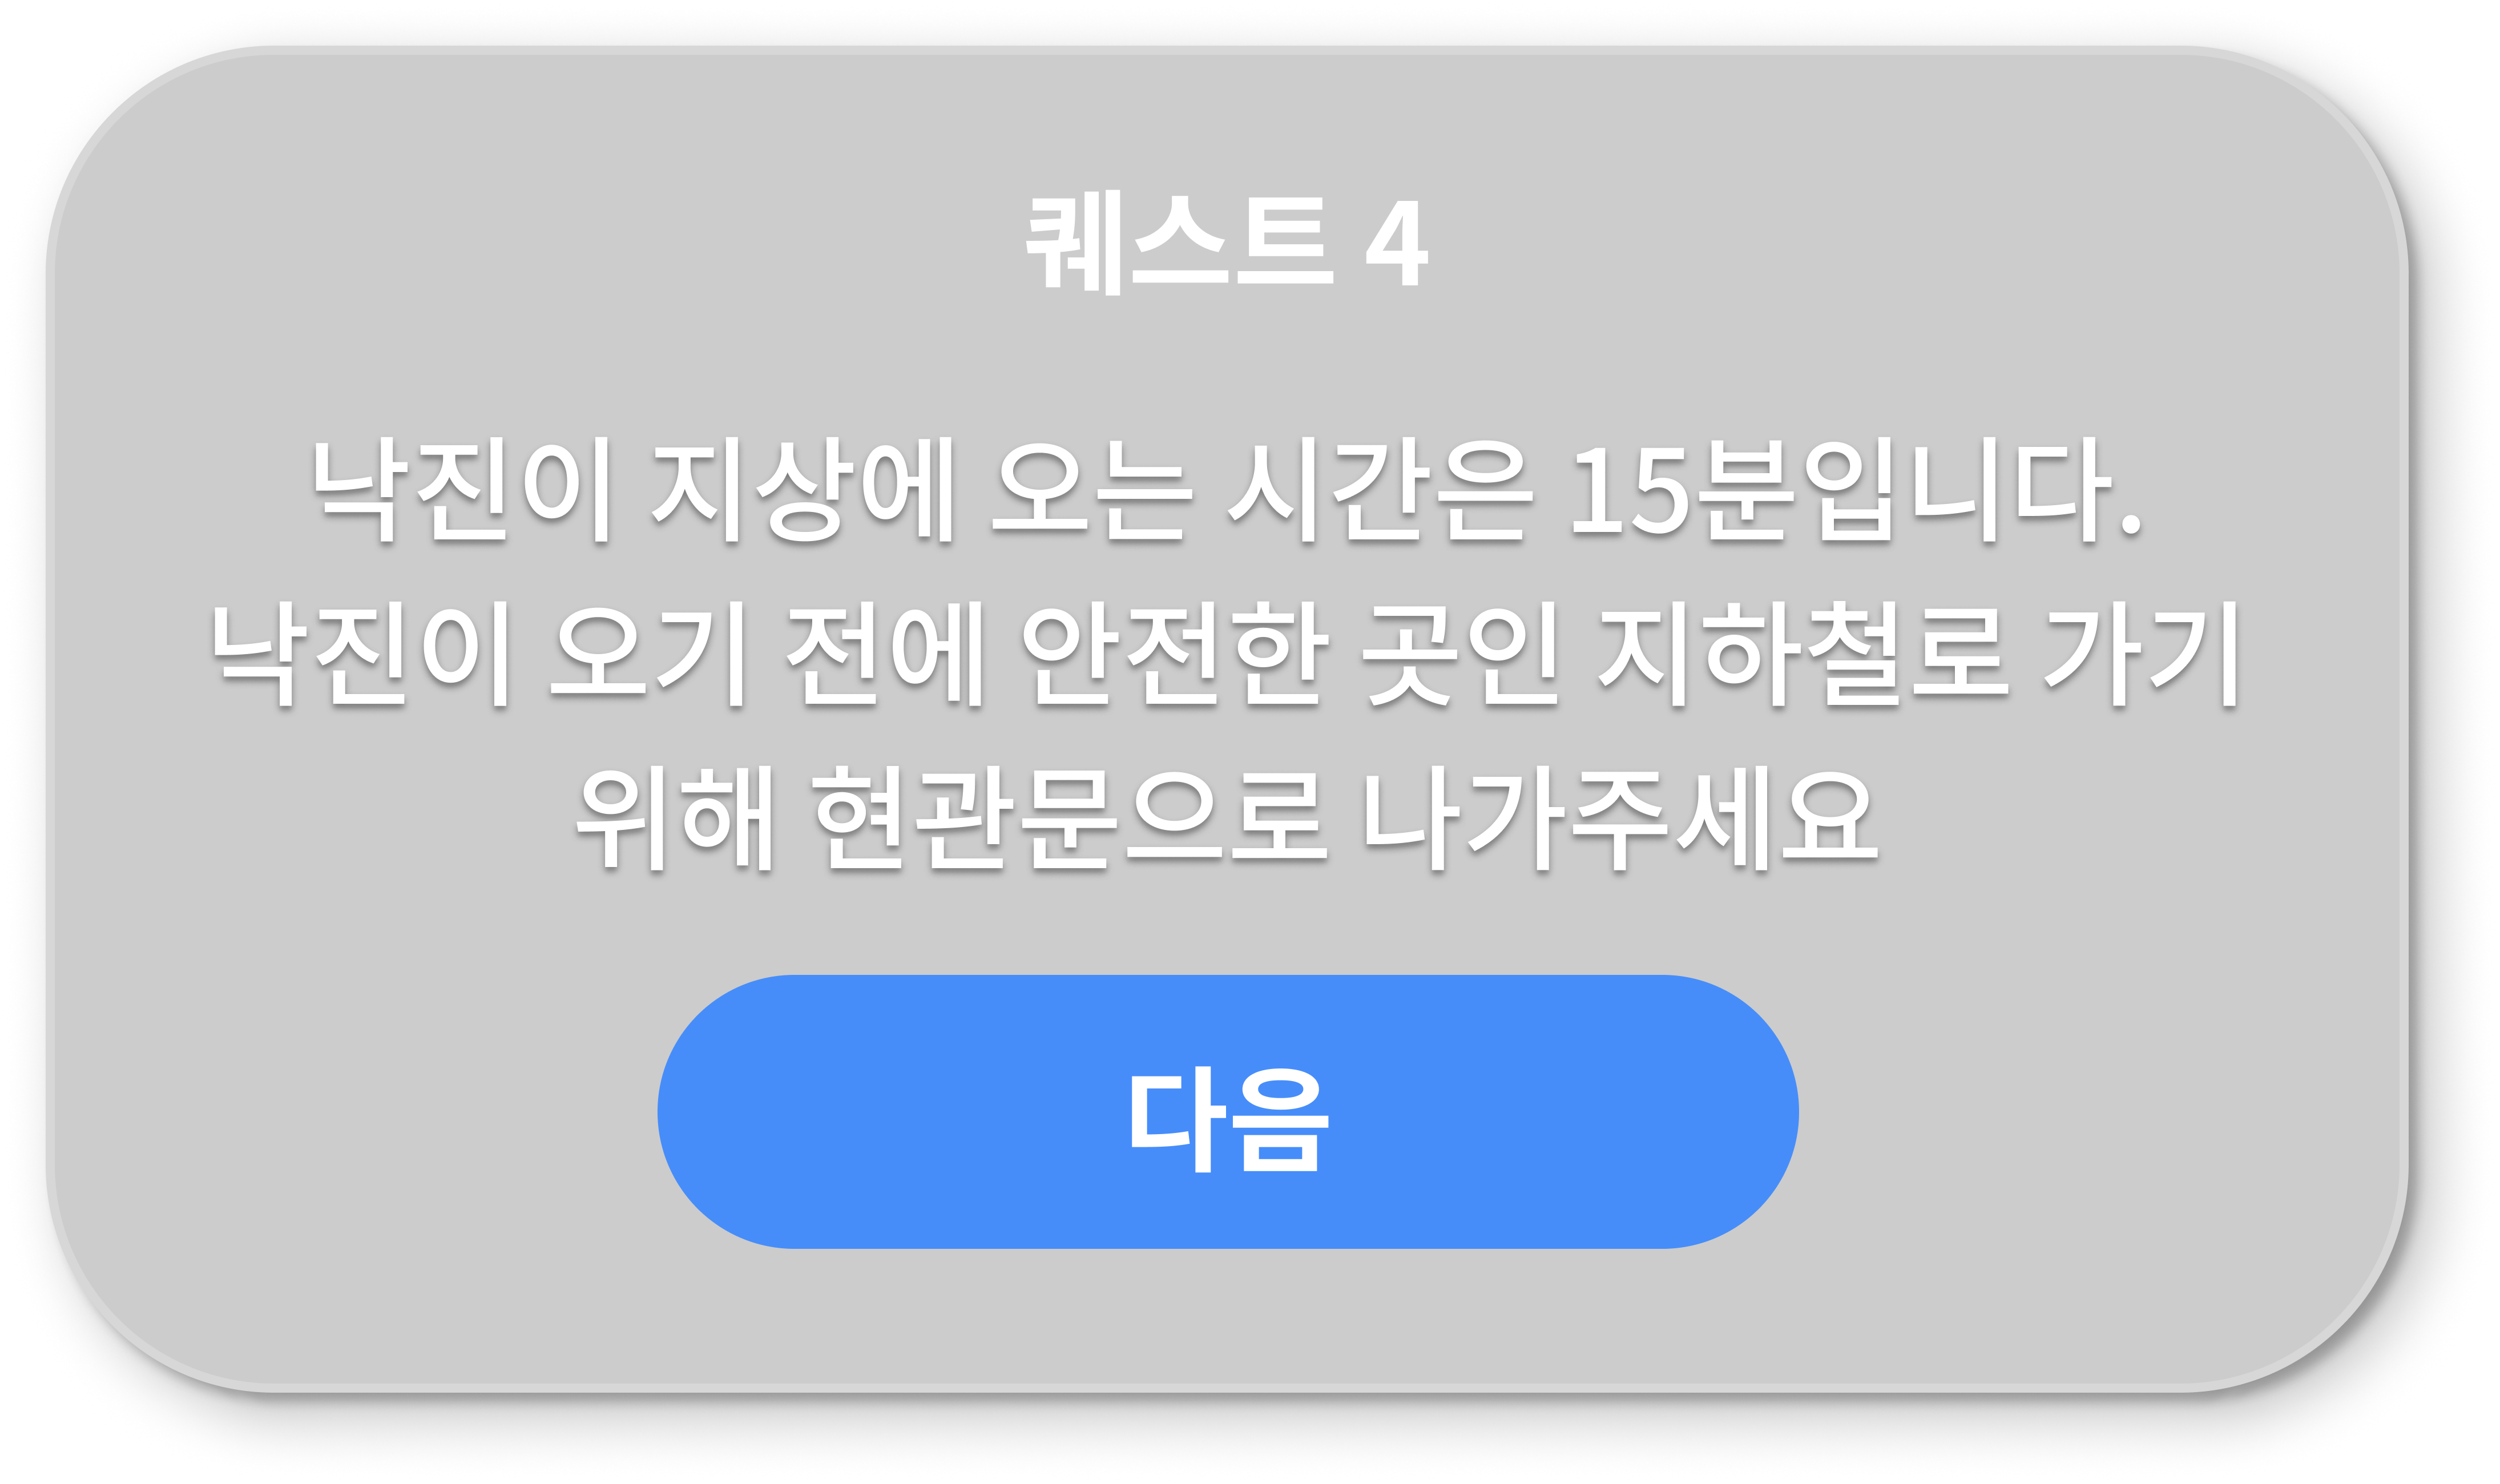 퀘스트 4
낙진이 지상에 오는 시간은 15분입니다.
낙진이 오기 전에 안전한 곳인 지하철로 가기
위해 현관문으로 나가주세요
다음